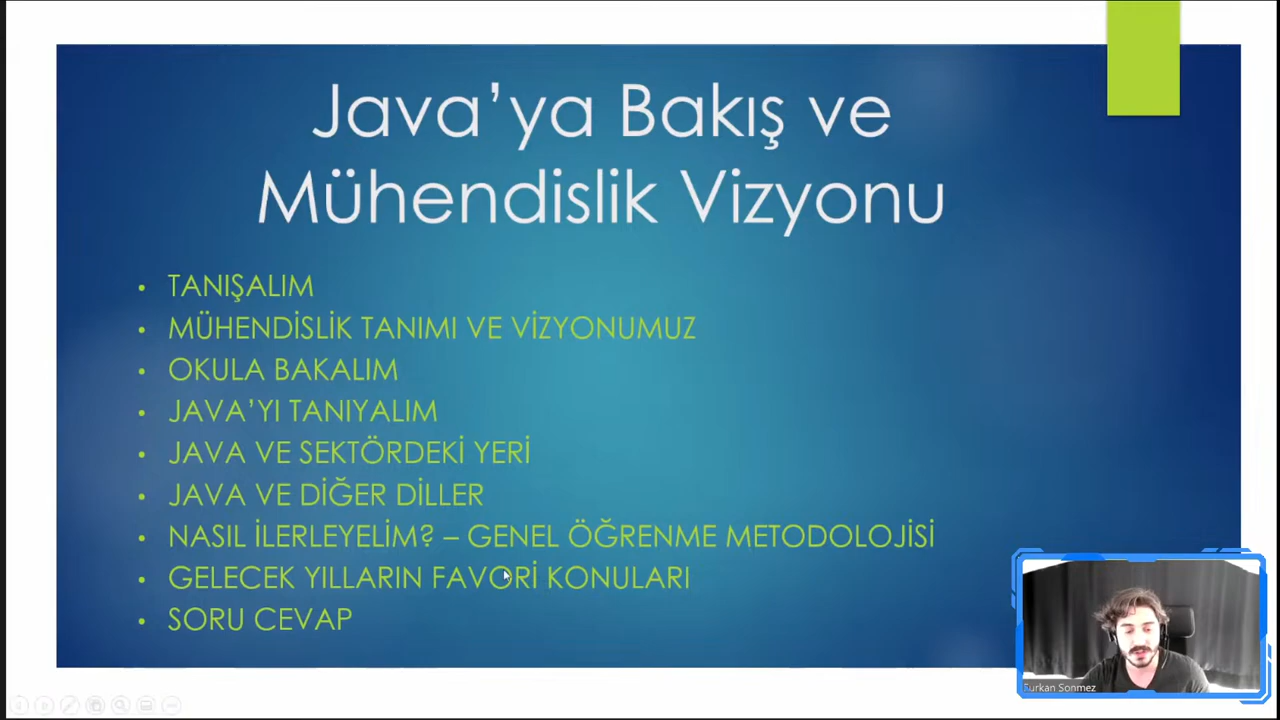 Java’ya Bakış ve
Mühendislik Vizyonu
• TANIŞALIM
• MÜHENDİSLİK TANIMI VE VİZYONUMUZ
• OKULA BAKALIM
• JAVA’YI TANIYALIM
• JAVA VE SEKTÖRDEKİ YERİ
• JAVA VE DİĞER DİLLER
• NASIL İLERLEYELİM? – GENEL ÖĞRENME METODOLOJİSİ
• GELECEK YILLARIN FAVORİ KONULARI
• SORU CEVAP
Furkan Sonmez